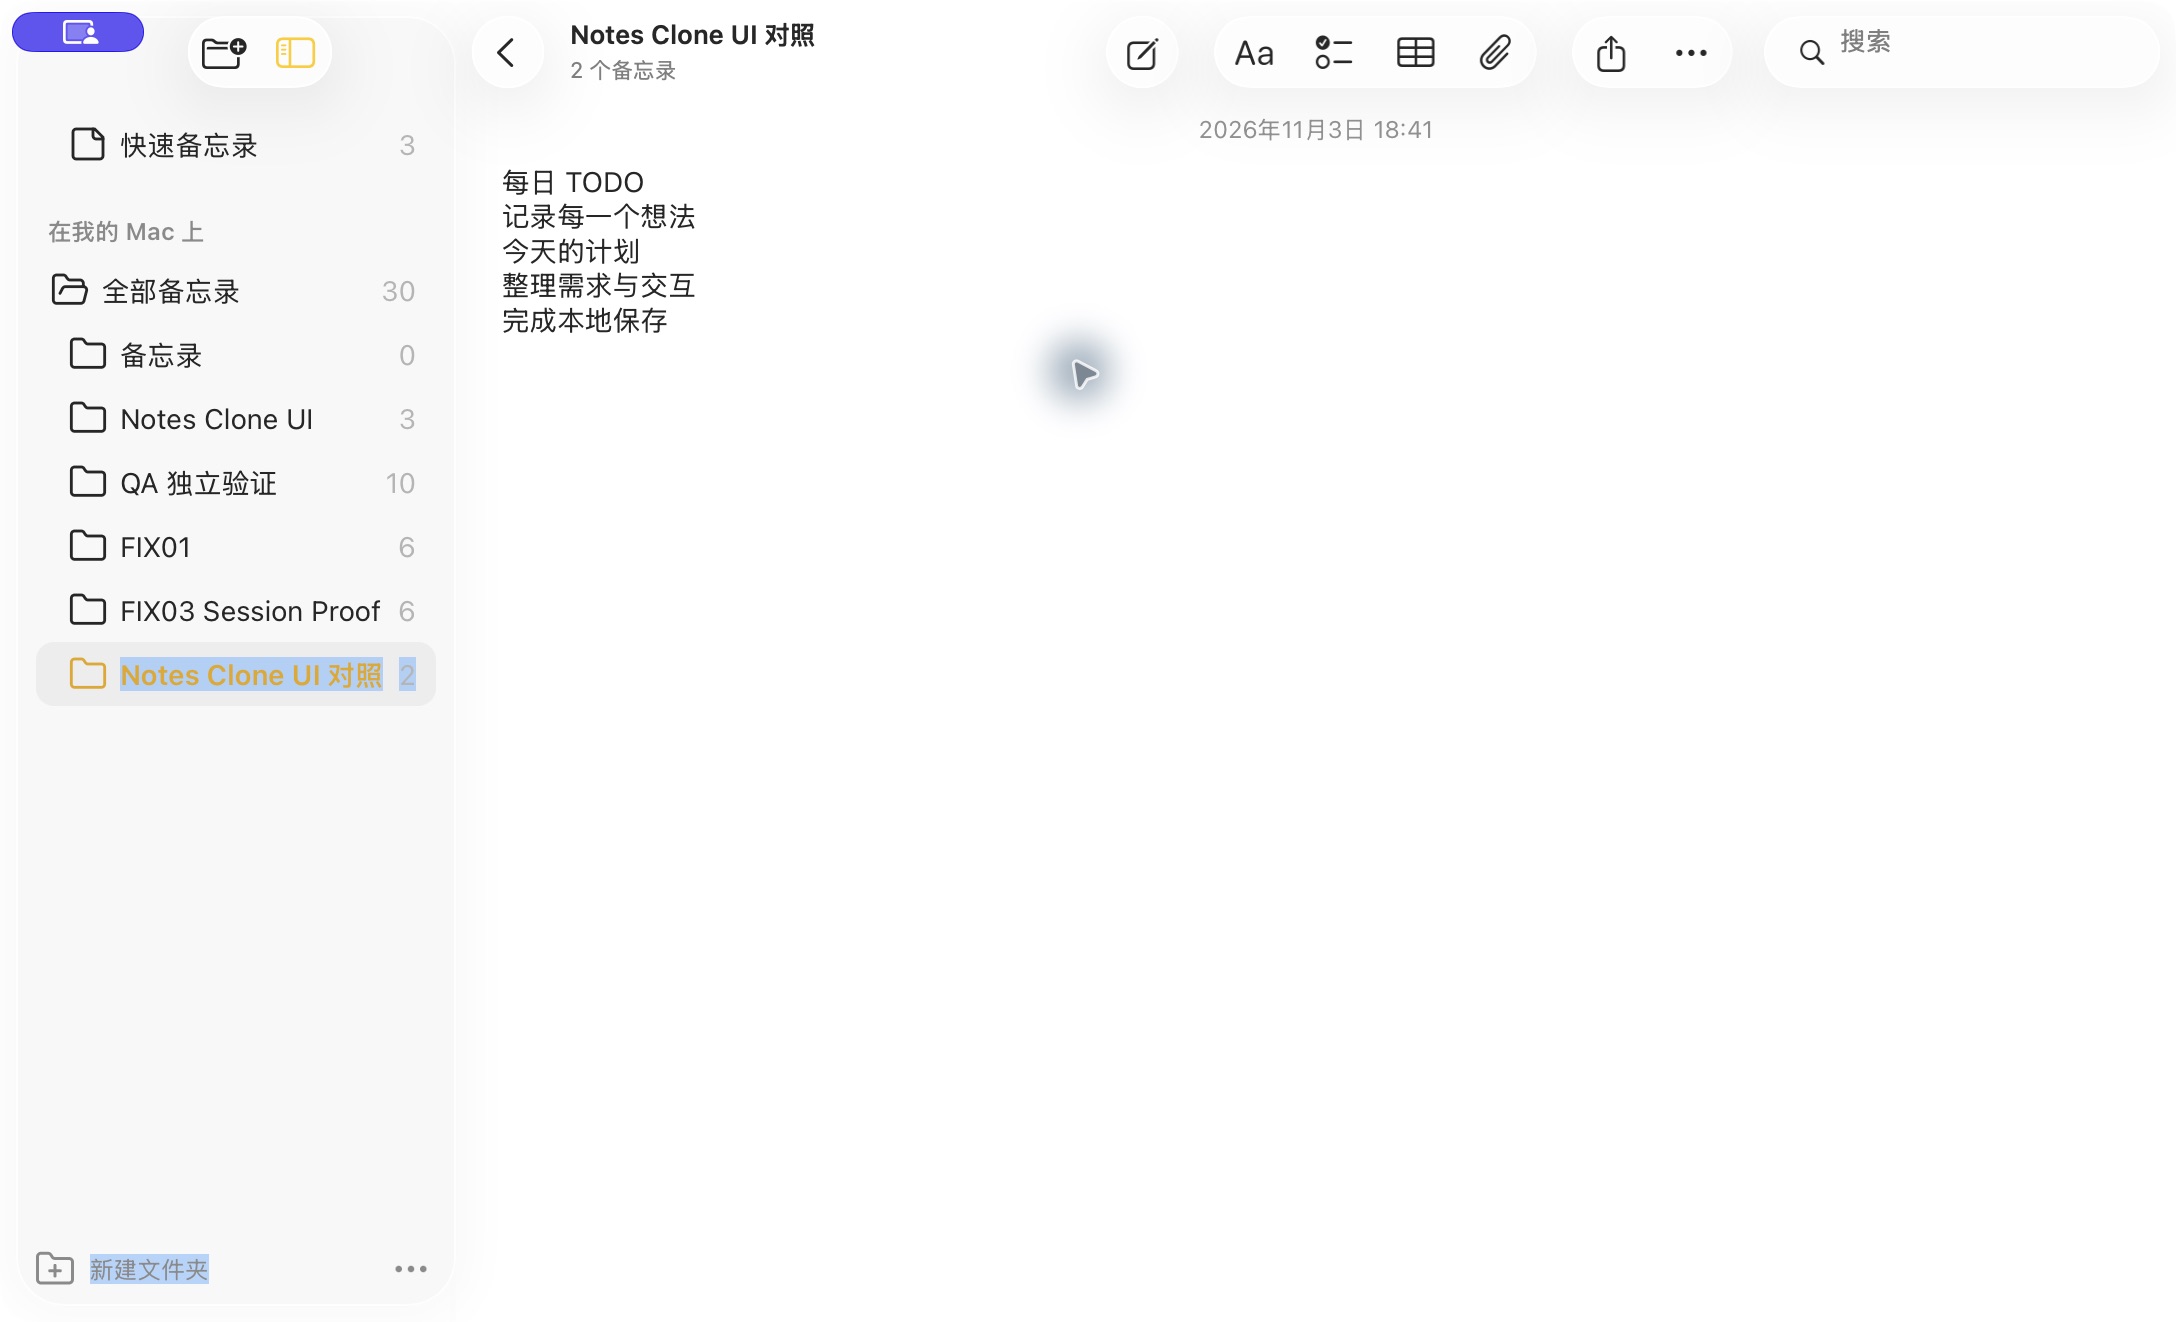 快速备忘录 3
在我的 Mac 上
全部备忘录 30
备忘录 0
Notes Clone UI 3
QA 独立验证 10
FIX01 6
FIX03 Session Proof 6
Notes Clone UI 对照 2
新建文件夹
Notes Clone UI 对照
2 个备忘录
Aa
搜索
2026年11月3日 18:41
每日 TODO
记录每一个想法
今天的计划
整理需求与交互
完成本地保存